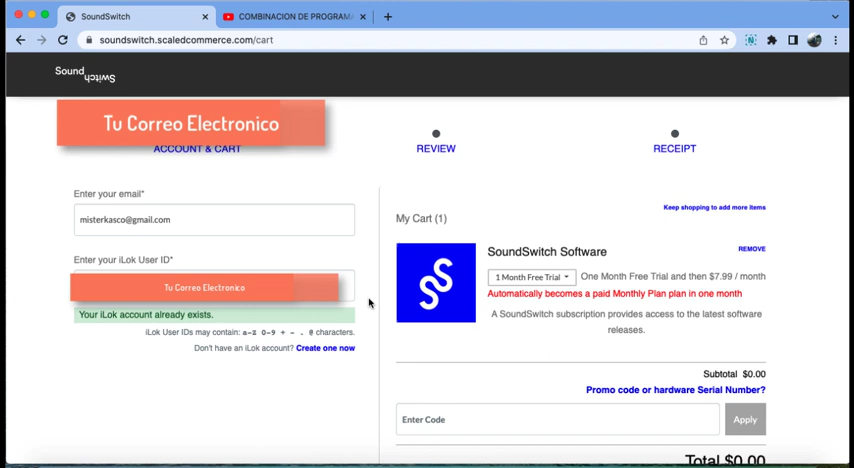 SoundSwitch
COMBINACION DE PROGRAMA
soundswitch.scaledcommerce.com/cart
Sound
Switch
Tu Correo Electronico
ACCOUNT & CART
REVIEW
RECEIPT
Enter your email*
misterkasco@gmail.com
Enter your iLok User ID*
Tu Correo Electronico
Your iLok account already exists.
iLok User IDs may contain: a-z 0-9 + - . @ characters.
Don't have an iLok account? Create one now
Keep shopping to add more items
My Cart (1)
SoundSwitch Software
REMOVE
1 Month Free Trial
One Month Free Trial and then $7.99 / month
Automatically becomes a paid Monthly Plan plan in one month
A SoundSwitch subscription provides access to the latest software
releases.
Subtotal $0.00
Promo code or hardware Serial Number?
Enter Code
Apply
Total $0.00